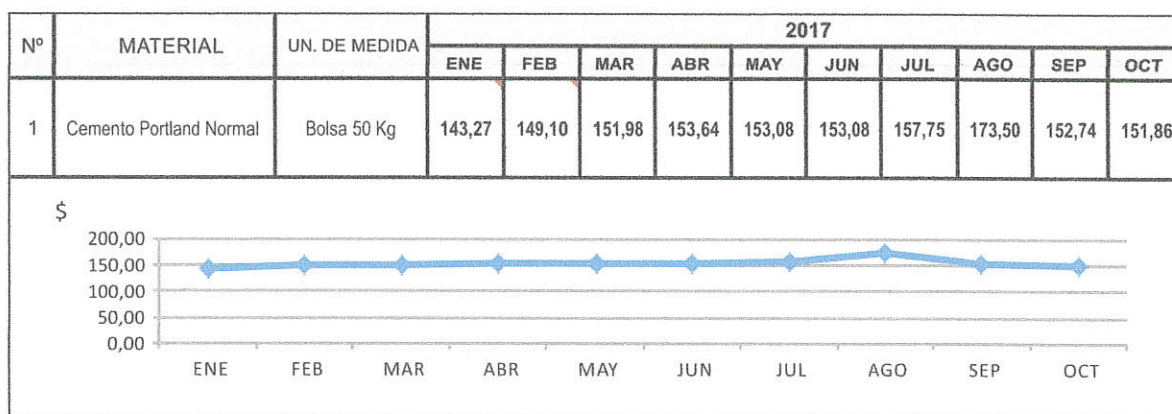 Nº MATERIAL UN. DE MEDIDA 2017
ENE FEB MAR ABR MAY JUN JUL AGO SEP OCT
1 Cemento Portland Normal Bolsa 50 Kg 143,27 149,10 151,98 153,64 153,08 153,08 157,75 173,50 152,74 151,86
$
200,00
150,00
100,00
50,00
0,00
ENE FEB MAR ABR MAY JUN JUL AGO SEP OCT